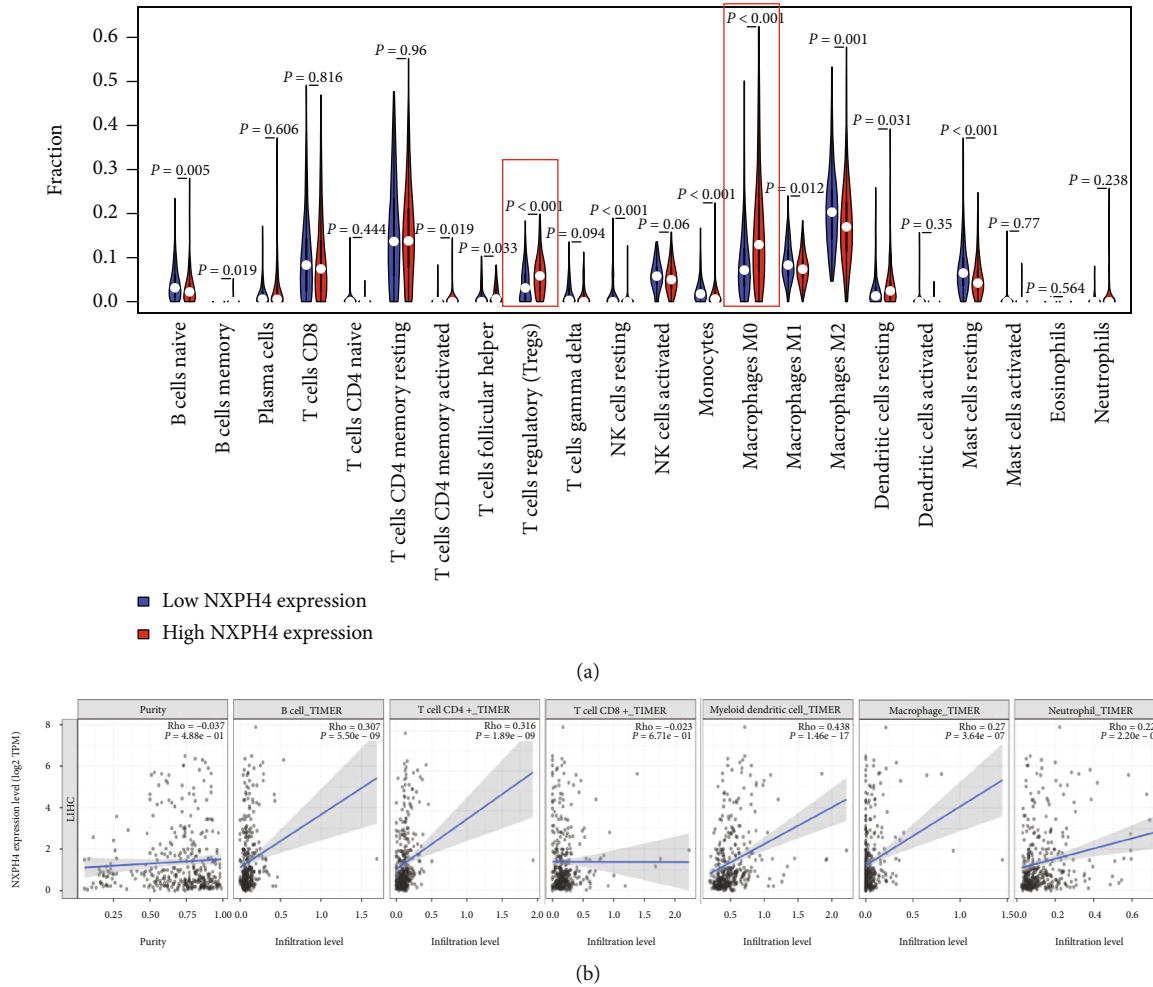 P < 0.001
0.6
P = 0.96
P = 0.001
0.5
P = 0.816
0.4
P = 0.606
P = 0.031
P < 0.001
Fraction
0.3
P = 0.005
P < 0.001
P < 0.001
P < 0.001
P = 0.012
P = 0.238
0.2
P = 0.444
P = 0.019
P = 0.094
P = 0.06
P = 0.35
P = 0.77
0.1
P = 0.019
P = 0.033
P = 0.564
0.0
B cells naive
B cells memory
Plasma cells
T cells CD8
T cells CD4 naive
T cells CD4 memory resting
T cells CD4 memory activated
T cells follicular helper
T cells regulatory (Tregs)
T cells gamma delta
NK cells resting
NK cells activated
Monocytes
Macrophages M0
Macrophages M1
Macrophages M2
Dendritic cells resting
Dendritic cells activated
Mast cells resting
Mast cells activated
Eosinophils
Neutrophils
Low NXPH4 expression
High NXPH4 expression
(a)
Purity
B cell_TIMER
T cell CD4 +_TIMER
T cell CD8 +_TIMER
Myeloid dendritic cell_TIMER
Macrophage_TIMER
Neutrophil_TIMER
Rho = –0.037
P = 4.88e – 01
Rho = 0.307
P = 5.50e – 09
Rho = 0.316
P = 1.89e – 09
Rho = –0.023
P = 6.71e – 01
Rho = 0.438
P = 1.46e – 17
Rho = 0.27
P = 3.64e – 07
Rho = 0.22
P = 2.20e – 0
NXPH4 expression level (log2 TPM)
LIHC
8
6
4
2
0
0.25 0.50 0.75 1.00
0.0 0.5 1.0 1.5
0.0 0.5 1.0 1.5 2.0
0.0 0.5 1.0 1.5 2.0
0.5 1.0 1.5 2.0
0.0 0.5 1.0 1.5
0.0 0.2 0.4 0.6
Purity
Infiltration level
Infiltration level
Infiltration level
Infiltration level
Infiltration level
Infiltration level
(b)